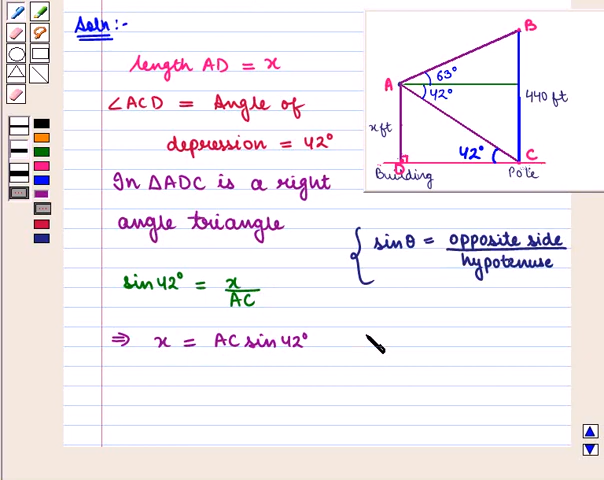 Soln:-
length AD = x
∠ACD = Angle of
depression = 42°
In △ADC is a right
angle triangle
sin 42° = x/AC
⇒ x = AC sin 42°
{ sin θ = opposite side/hypotenuse
B
63°
A
42°
440 ft
x ft
42°
C
D
Building
Pole